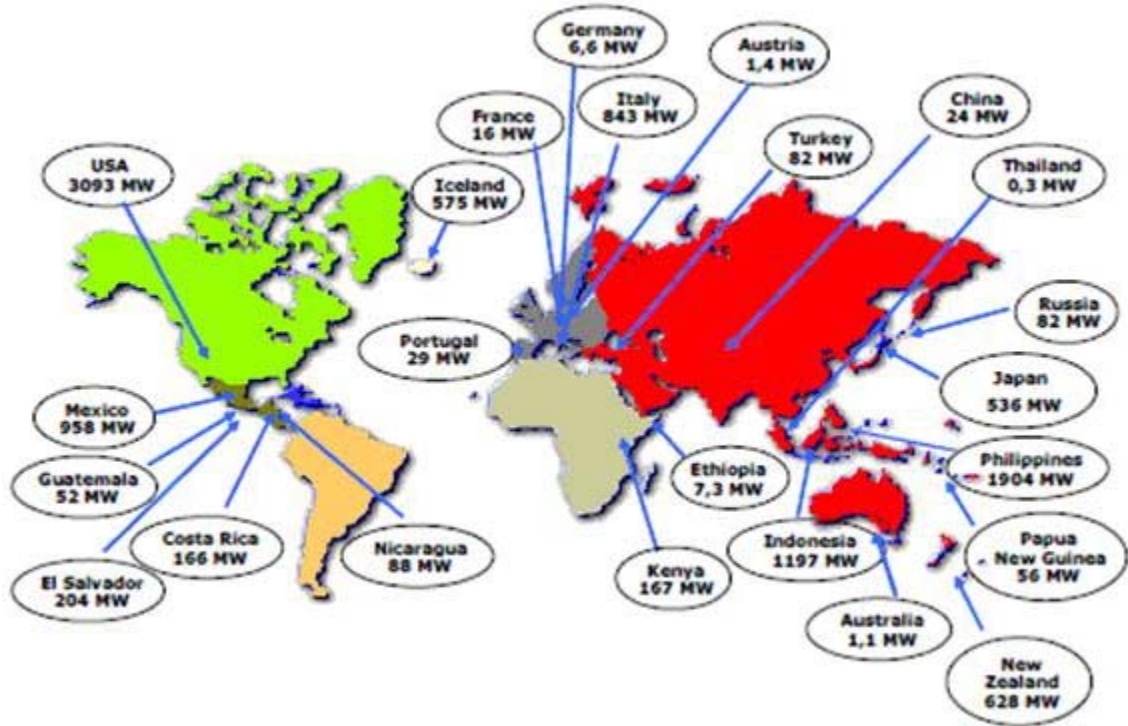 Germany
6,6 MW
Austria
1,4 MW
France
16 MW
Italy
843 MW
China
24 MW
USA
3093 MW
Iceland
575 MW
Turkey
82 MW
Thailand
0,3 MW
Portugal
29 MW
Russia
82 MW
Japan
536 MW
Mexico
958 MW
Guatemala
52 MW
Ethiopia
7,3 MW
Philippines
1904 MW
Costa Rica
166 MW
Nicaragua
88 MW
Indonesia
1197 MW
Papua
New Guinea
56 MW
El Salvador
204 MW
Kenya
167 MW
Australia
1,1 MW
New
Zealand
628 MW